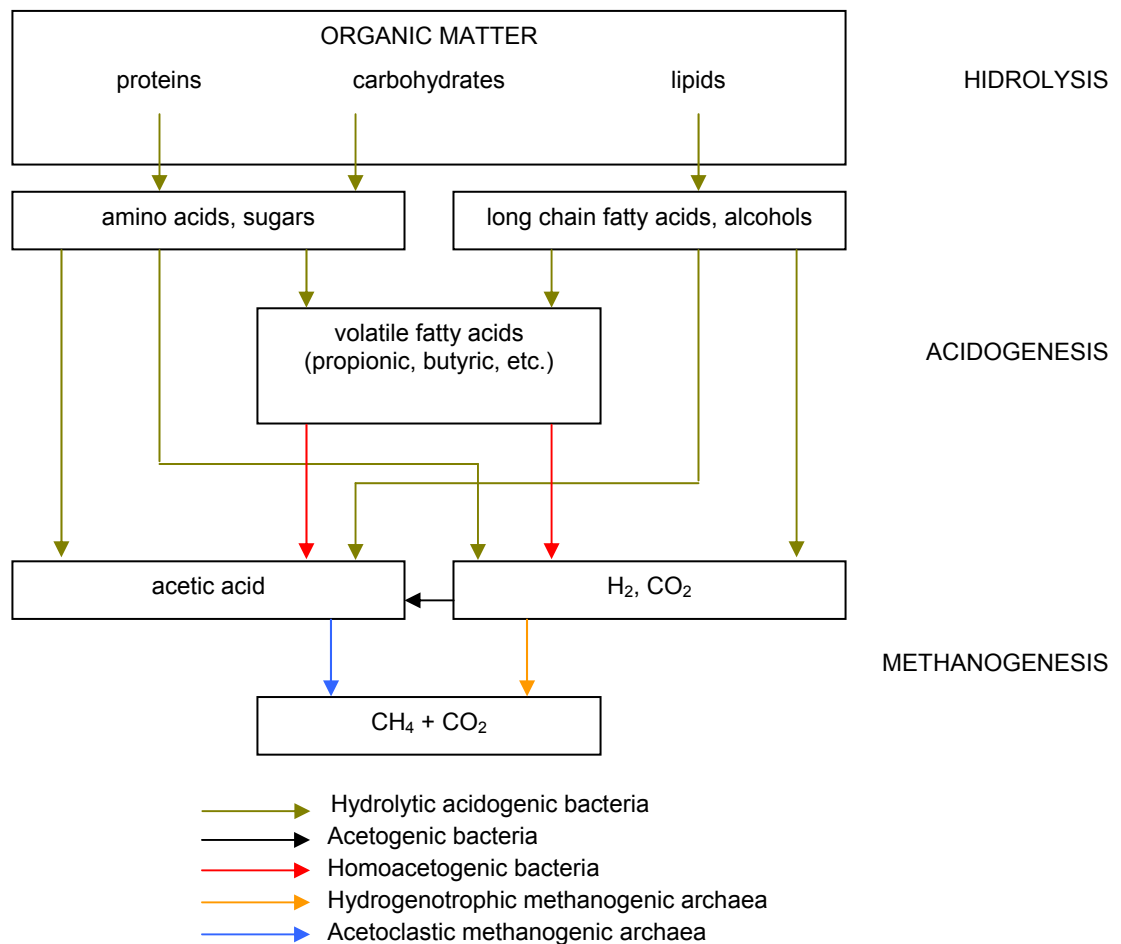 ORGANIC MATTER
proteins carbohydrates lipids
HIDROLYSIS
amino acids, sugars
long chain fatty acids, alcohols
volatile fatty acids
(propionic, butyric, etc.)
ACIDOGENESIS
acetic acid
H₂, CO₂
METHANOGENESIS
CH₄ + CO₂
Hydrolytic acidogenic bacteria
Acetogenic bacteria
Homoacetogenic bacteria
Hydrogenotrophic methanogenic archaea
Acetoclastic methanogenic archaea